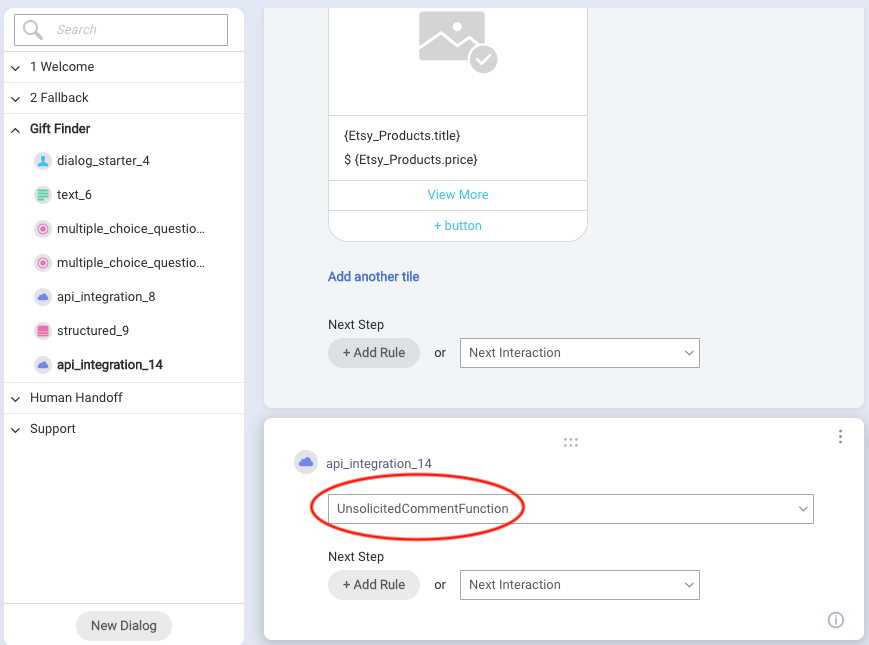 Search
1 Welcome
2 Fallback
Gift Finder
dialog_starter_4
text_6
multiple_choice_questio...
multiple_choice_questio...
api_integration_8
structured_9
api_integration_14
Human Handoff
Support
New Dialog
{Etsy_Products.title}
$ {Etsy_Products.price}
View More
+ button
Add another tile
Next Step
+ Add Rule or Next Interaction
api_integration_14
UnsolicitedCommentFunction
Next Step
+ Add Rule or Next Interaction